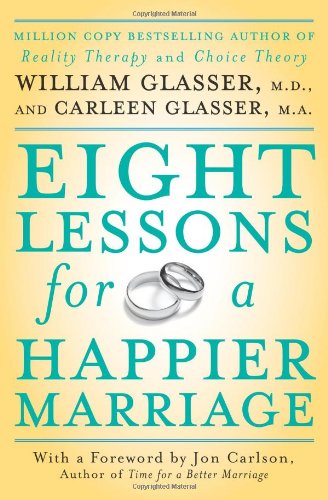 MILLION COPY BESTSELLING AUTHOR OF
Reality Therapy and Choice Theory
WILLIAM GLASSER, M.D.,
AND CARLEEN GLASSER, M.A.
EIGHT
LESSONS
for a
HAPPIER
MARRIAGE
With a Foreword by Jon Carlson,
Author of Time for a Better Marriage